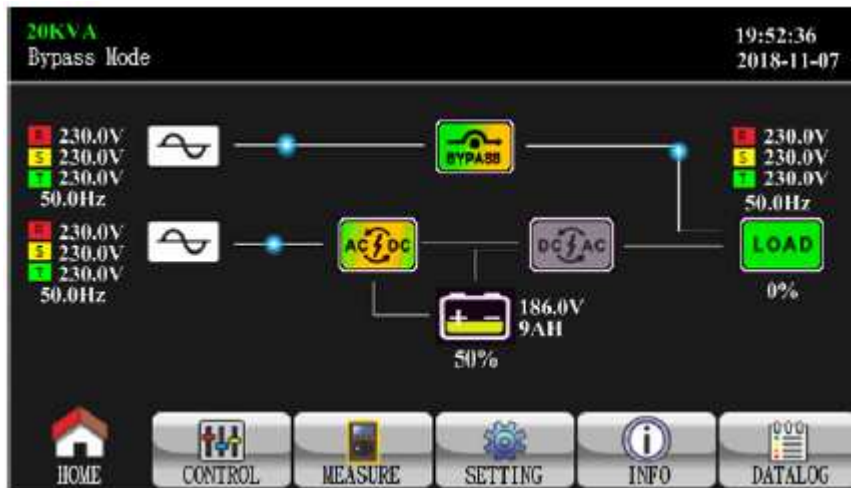 20KVA
Bypass Mode
19:52:36
2018-11-07
R 230.0V
S 230.0V
T 230.0V
50.0Hz
BYPASS
R 230.0V
S 230.0V
T 230.0V
50.0Hz
R 230.0V
S 230.0V
T 230.0V
50.0Hz
AC DC
DC AC
LOAD
0%
186.0V
9AH
50%
HOME
CONTROL
MEASURE
SETTING
INFO
DATALOG